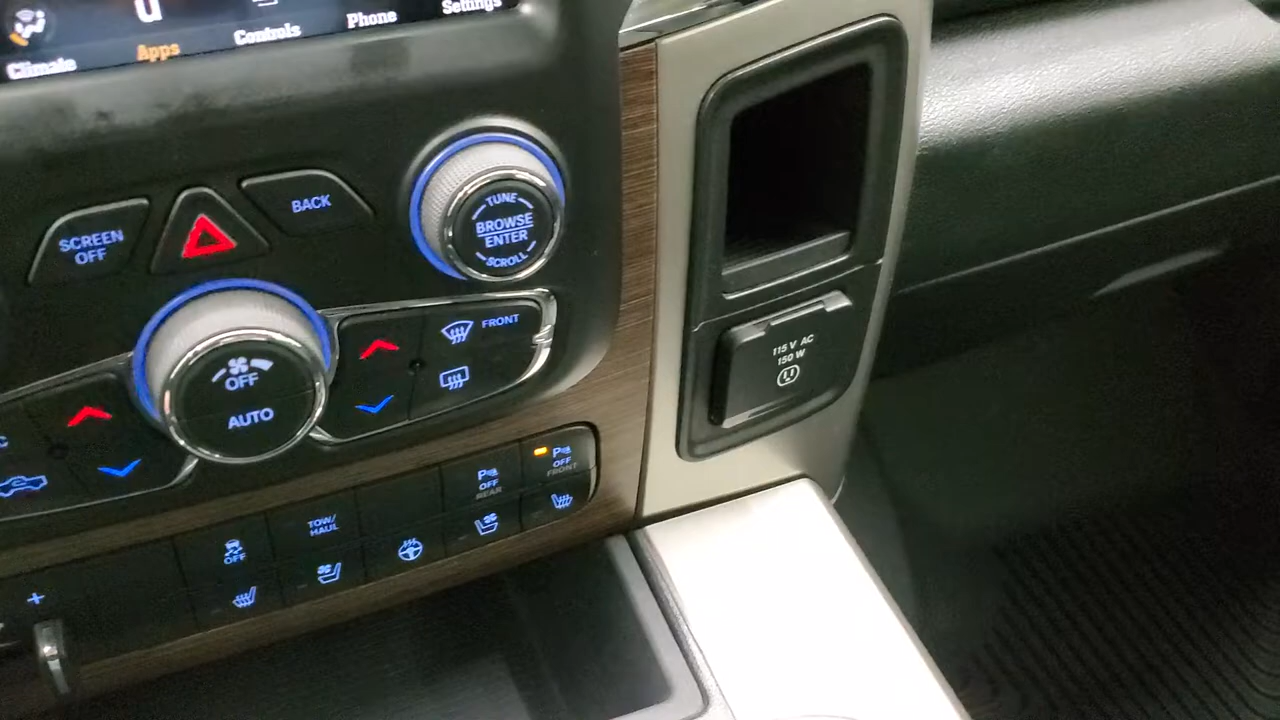 Climate
Apps
Controls
Phone
Settings
SCREEN
OFF
BACK
TUNE
BROWSE
ENTER
SCROLL
OFF
AUTO
FRONT
115 V AC
150 W
P
OFF
REAR
P
OFF
FRONT
TOW/
HAUL
OFF
+